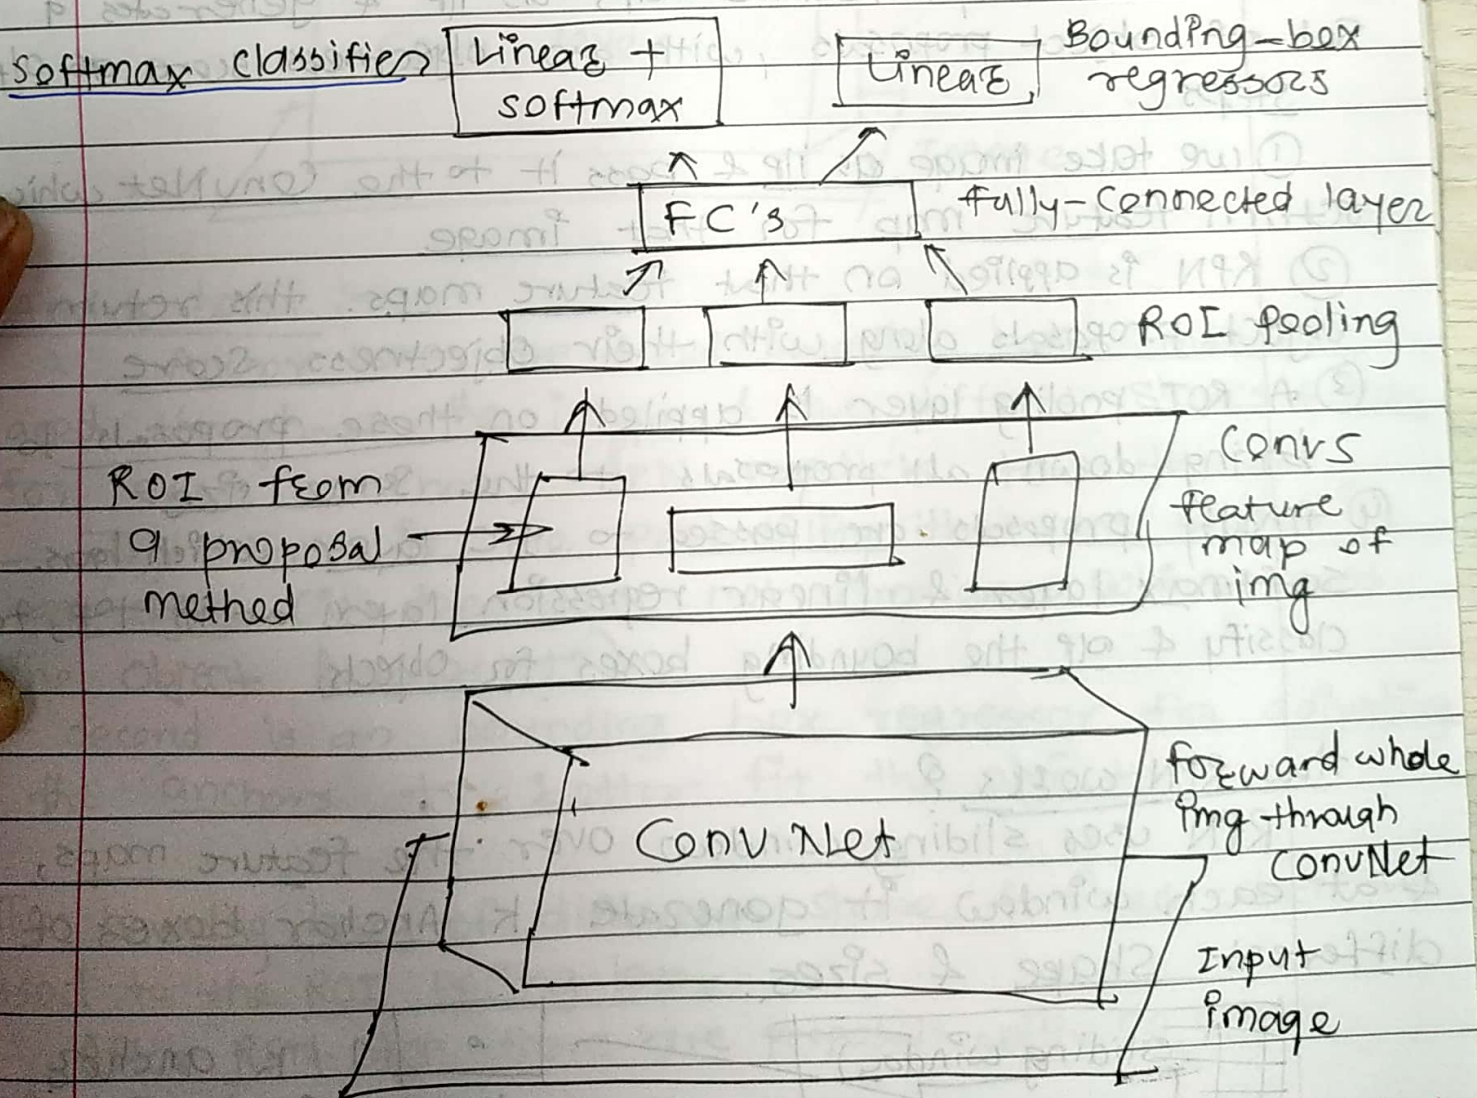 Softmax classifier
Linear +
softmax
Linear
Bounding-box
regressors
FC's
fully-connected layer
ROI Pooling
ROI from
a proposal
method
Convs
feature
map of
img
ConvNet
forward whole
img through
ConvNet
Input
image